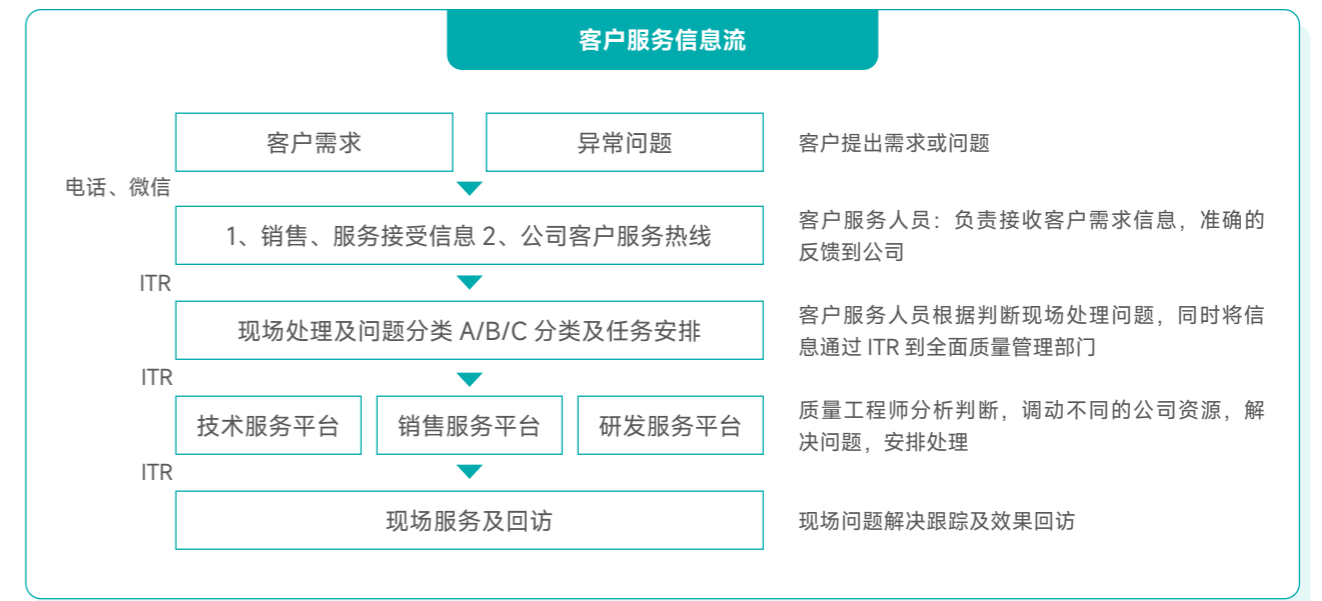 客户服务信息流
客户需求
异常问题
客户提出需求或问题
电话、微信
1、销售、服务接受信息 2、公司客户服务热线
客户服务人员：负责接收客户需求信息，准确的
反馈到公司
ITR
现场处理及问题分类 A/B/C 分类及任务安排
客户服务人员根据判断现场处理问题，同时将信
息通过 ITR 到全面质量管理部门
ITR
技术服务平台
销售服务平台
研发服务平台
质量工程师分析判断，调动不同的公司资源，解
决问题，安排处理
ITR
现场服务及回访
现场问题解决跟踪及效果回访